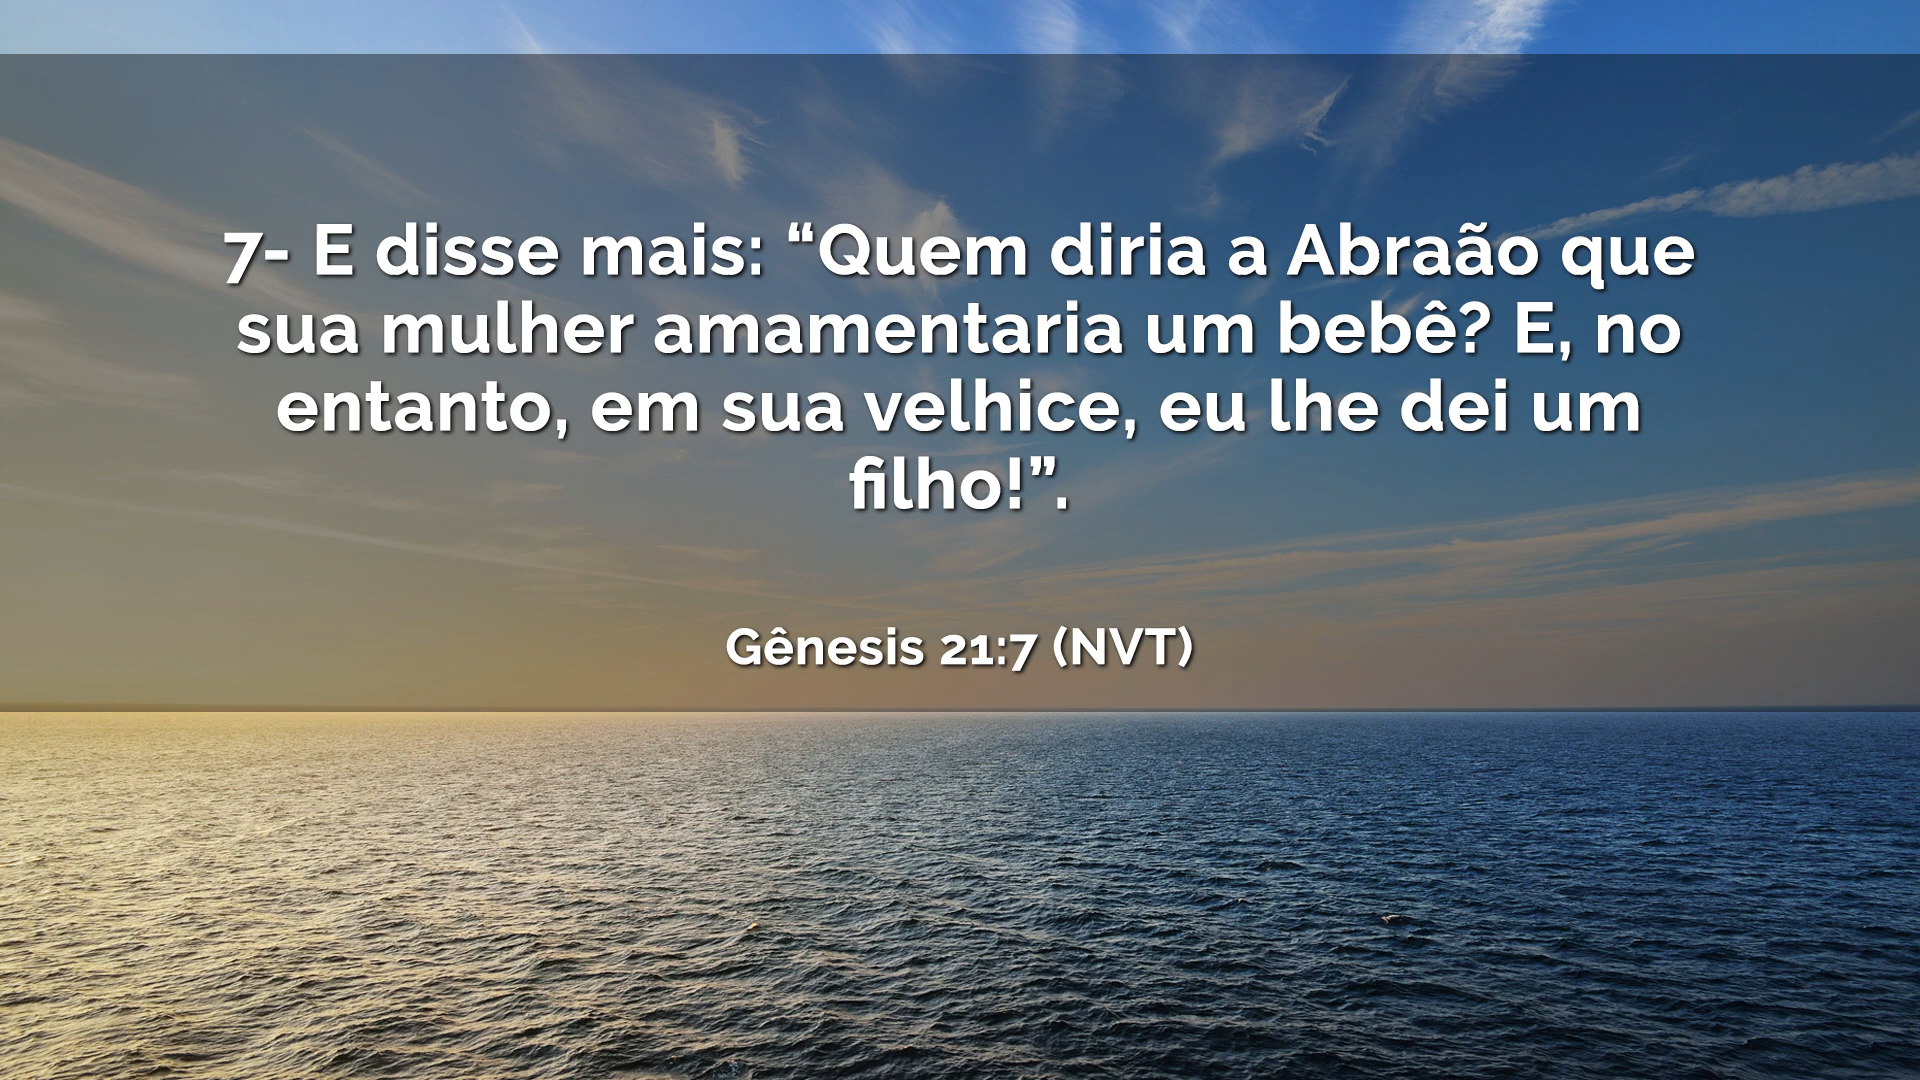 7- E disse mais: “Quem diria a Abraão que
sua mulher amamentaria um bebê? E, no
entanto, em sua velhice, eu lhe dei um
filho!”.
Gênesis 21:7 (NVT)